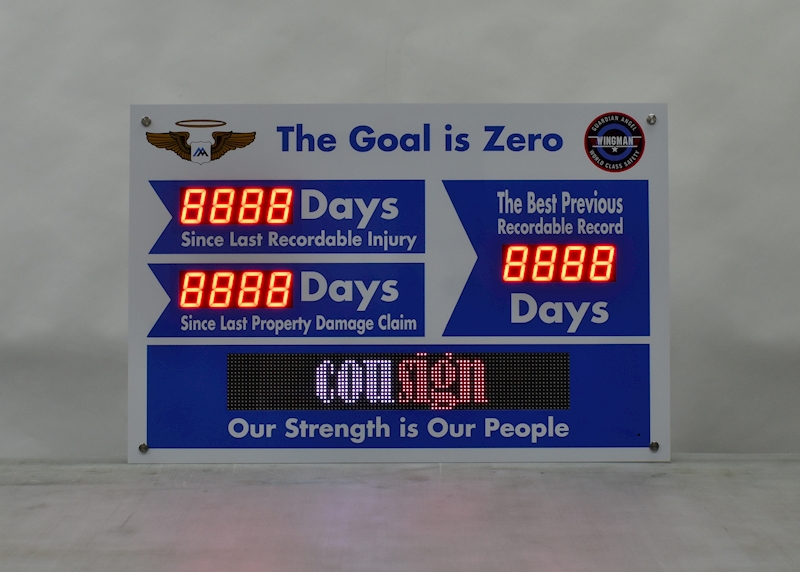 The Goal is Zero
GUARDIAN ANGEL
WINGMAN
WORLD CLASS SAFETY
8888 Days
Since Last Recordable Injury
8888 Days
Since Last Property Damage Claim
The Best Previous
Recordable Record
8888
Days
cousign
Our Strength is Our People